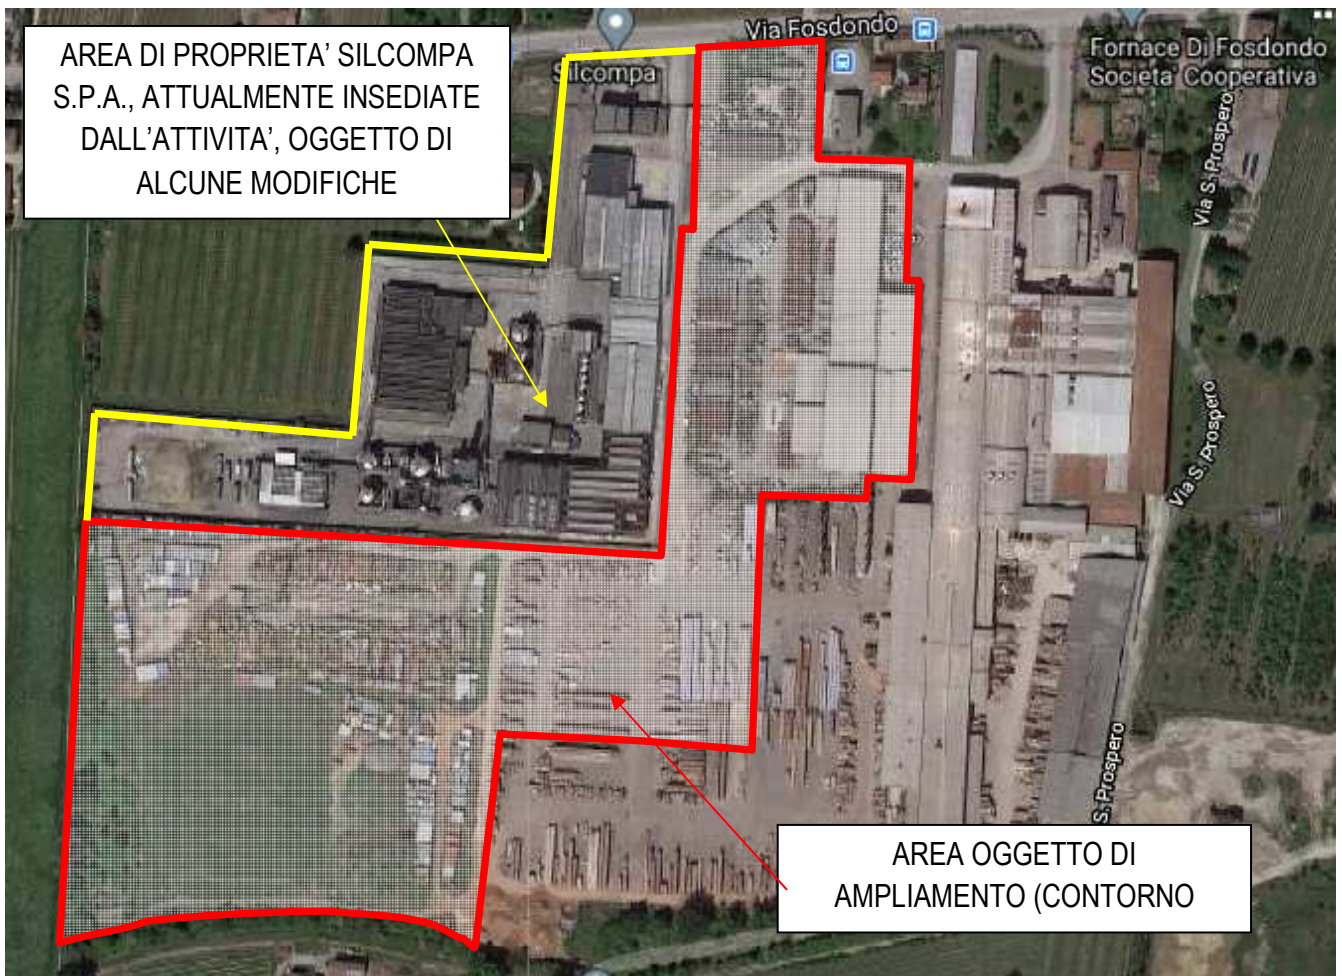 AREA DI PROPRIETA' SILCOMPA
S.P.A., ATTUALMENTE INSEDIATE
DALL'ATTIVITA', OGGETTO DI
ALCUNE MODIFICHE
Silcompa
Via Fosdondo
Fornace Di Fosdondo
Societa' Cooperativa
Via S. Prospero
Via S. Prospero
S. Prospero
AREA OGGETTO DI
AMPLIAMENTO (CONTORNO